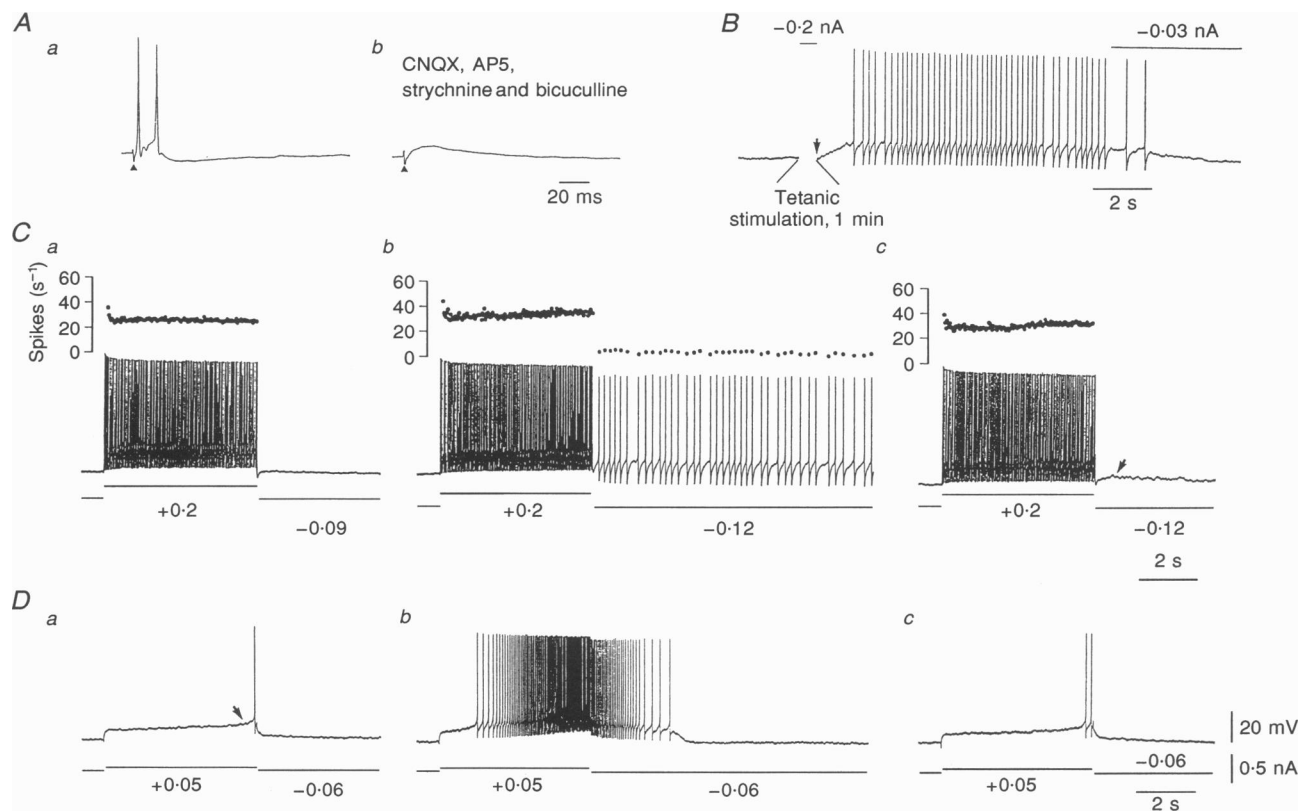 A
a
b
CNQX, AP5,
strychnine and bicuculline
20 ms
B
−0·2 nA
−0·03 nA
Tetanic
stimulation, 1 min
2 s
C
a
b
c
Spikes (s⁻¹)
60
40
20
0
60
40
20
0
60
40
20
0
+0·2
−0·09
+0·2
−0·12
+0·2
−0·12
2 s
D
a
b
c
+0·05
−0·06
+0·05
−0·06
+0·05
−0·06
20 mV
0·5 nA
2 s